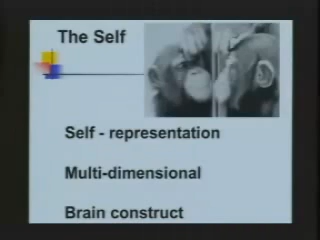 The Self
Self - representation
Multi-dimensional
Brain construct